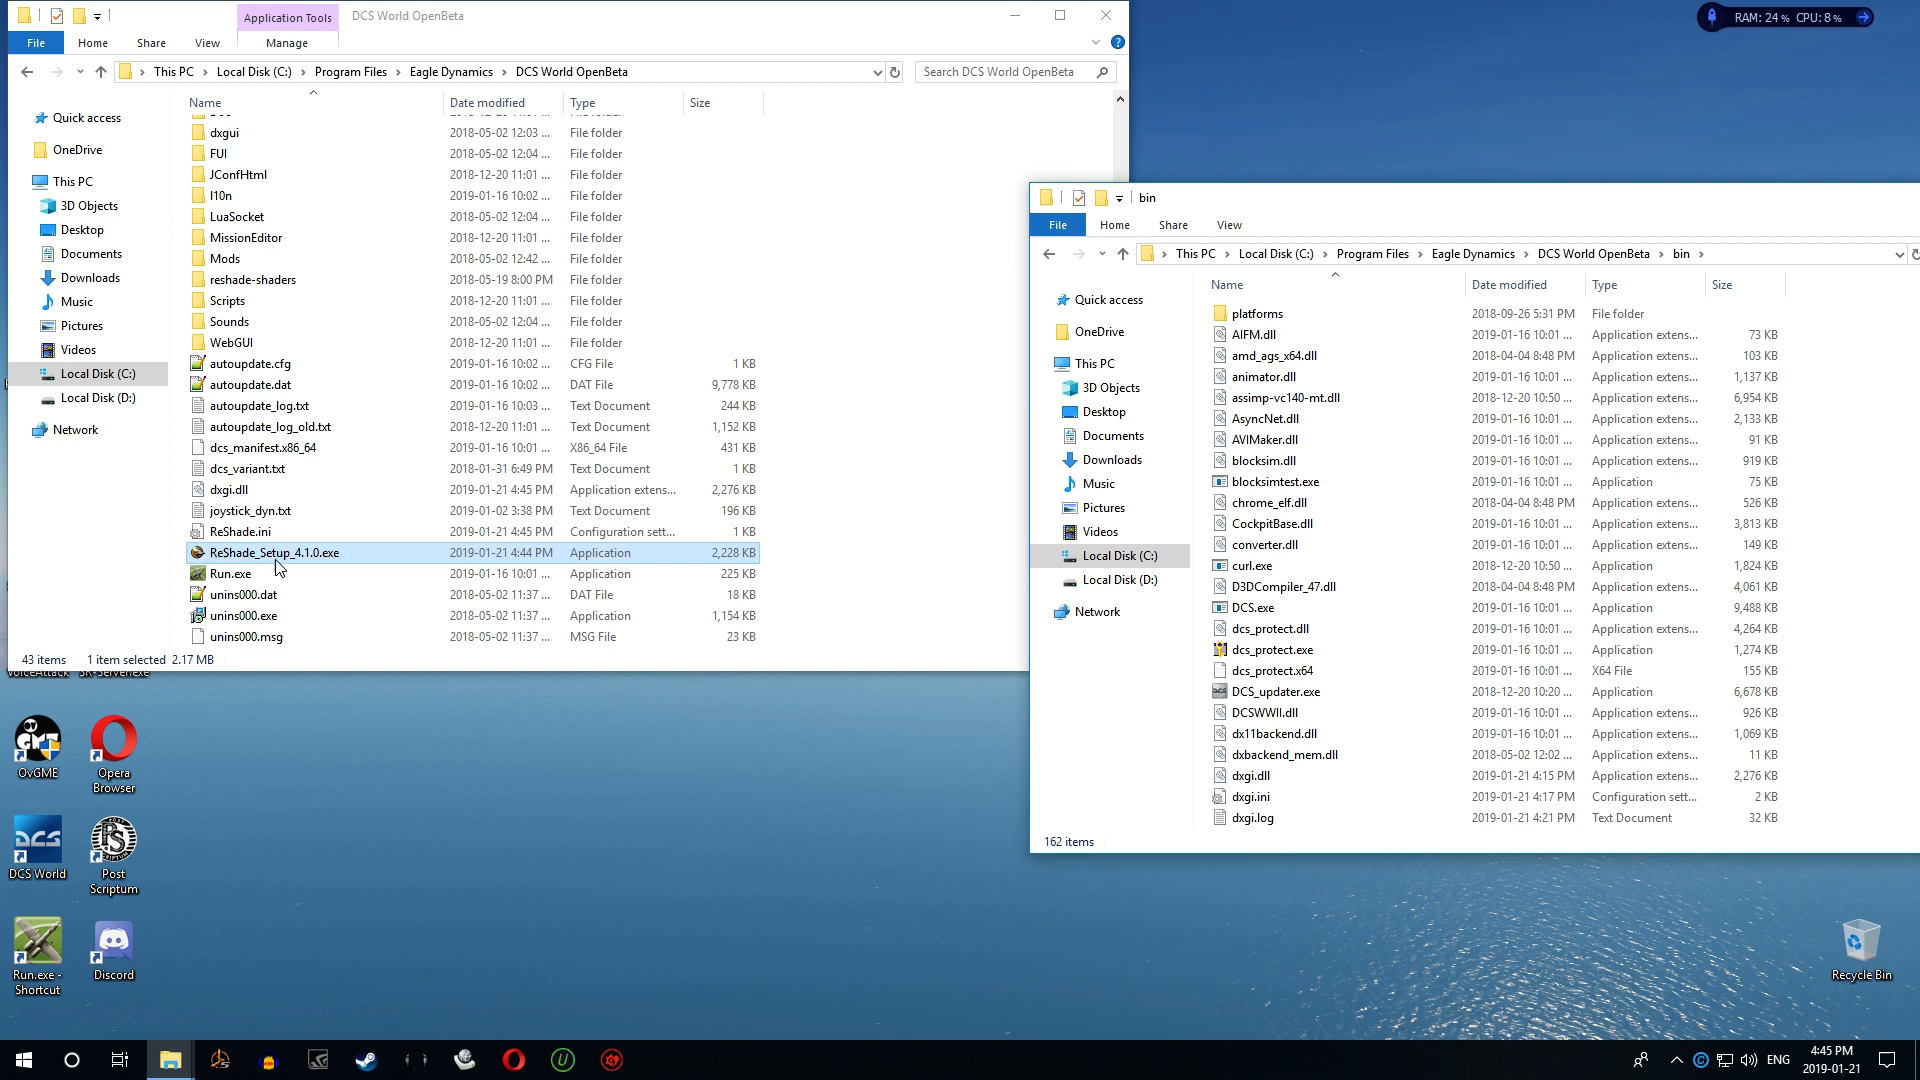 Application Tools
DCS World OpenBeta
File Home Share View Manage
This PC > Local Disk (C:) > Program Files > Eagle Dynamics > DCS World OpenBeta
Search DCS World OpenBeta
Name Date modified Type Size
dxgui 2018-05-02 12:03 ... File folder
FUI 2018-05-02 12:04 ... File folder
JConfHtml 2018-12-20 11:01 ... File folder
l10n 2019-01-16 10:02 ... File folder
LuaSocket 2018-05-02 12:04 ... File folder
MissionEditor 2018-12-20 11:01 ... File folder
Mods 2018-05-02 12:42 ... File folder
reshade-shaders 2018-05-19 8:00 PM File folder
Scripts 2018-12-20 11:01 ... File folder
Sounds 2018-05-02 12:04 ... File folder
WebGUI 2018-12-20 11:01 ... File folder
autoupdate.cfg 2019-01-16 10:02 ... CFG File 1 KB
autoupdate.dat 2019-01-16 10:02 ... DAT File 9,778 KB
autoupdate_log.txt 2019-01-16 10:03 ... Text Document 244 KB
autoupdate_log_old.txt 2018-12-20 11:01 ... Text Document 1,152 KB
dcs_manifest.x86_64 2019-01-16 10:01 ... X86_64 File 431 KB
dcs_variant.txt 2018-01-31 6:49 PM Text Document 1 KB
dxgi.dll 2019-01-21 4:45 PM Application extens... 2,276 KB
joystick_dyn.txt 2019-01-02 3:38 PM Text Document 196 KB
ReShade.ini 2019-01-21 4:45 PM Configuration sett... 1 KB
ReShade_Setup_4.1.0.exe 2019-01-21 4:44 PM Application 2,228 KB
Run.exe 2019-01-16 10:01 ... Application 225 KB
unins000.dat 2018-05-02 11:37 ... DAT File 18 KB
unins000.exe 2018-05-02 11:37 ... Application 1,154 KB
unins000.msg 2018-05-02 11:37 ... MSG File 23 KB
Quick access
OneDrive
This PC
3D Objects
Desktop
Documents
Downloads
Music
Pictures
Videos
Local Disk (C:)
Local Disk (D:)
Network
43 items 1 item selected 2.17 MB
RAM: 24 % CPU: 8 %
bin
File Home Share View
This PC > Local Disk (C:) > Program Files > Eagle Dynamics > DCS World OpenBeta > bin >
Name Date modified Type Size
platforms 2018-09-26 5:31 PM File folder
AIFM.dll 2019-01-16 10:01 ... Application extens... 73 KB
amd_ags_x64.dll 2018-04-04 8:48 PM Application extens... 103 KB
animator.dll 2019-01-16 10:01 ... Application extens... 1,137 KB
assimp-vc140-mt.dll 2018-12-20 10:50 ... Application extens... 6,954 KB
AsyncNet.dll 2019-01-16 10:01 ... Application extens... 2,133 KB
AVIMaker.dll 2019-01-16 10:01 ... Application extens... 91 KB
blocksim.dll 2019-01-16 10:01 ... Application extens... 919 KB
blocksimtest.exe 2019-01-16 10:01 ... Application 75 KB
chrome_elf.dll 2018-04-04 8:48 PM Application extens... 526 KB
CockpitBase.dll 2019-01-16 10:01 ... Application extens... 3,813 KB
converter.dll 2019-01-16 10:01 ... Application extens... 149 KB
curl.exe 2018-12-20 10:50 ... Application 1,824 KB
D3DCompiler_47.dll 2018-04-04 8:48 PM Application extens... 4,061 KB
DCS.exe 2019-01-16 10:01 ... Application 9,488 KB
dcs_protect.dll 2019-01-16 10:01 ... Application extens... 4,264 KB
dcs_protect.exe 2019-01-16 10:01 ... Application 1,274 KB
dcs_protect.x64 2019-01-16 10:01 ... X64 File 155 KB
DCS_updater.exe 2018-12-20 10:20 ... Application 6,678 KB
DCSWWII.dll 2019-01-16 10:01 ... Application extens... 926 KB
dx11backend.dll 2019-01-16 10:01 ... Application extens... 1,069 KB
dxbackend_mem.dll 2018-05-02 12:02 ... Application extens... 11 KB
dxgi.dll 2019-01-21 4:15 PM Application extens... 2,276 KB
dxgi.ini 2019-01-21 4:17 PM Configuration sett... 2 KB
dxgi.log 2019-01-21 4:21 PM Text Document 32 KB
Quick access
OneDrive
This PC
3D Objects
Desktop
Documents
Downloads
Music
Pictures
Videos
Local Disk (C:)
Local Disk (D:)
Network
162 items
VoiceAttack SR-Server.exe
OvGME
Opera
Browser
DCS
DCS World
PS
Post
Scriptum
Run.exe -
Shortcut
Discord
Recycle Bin
ENG
4:45 PM
2019-01-21